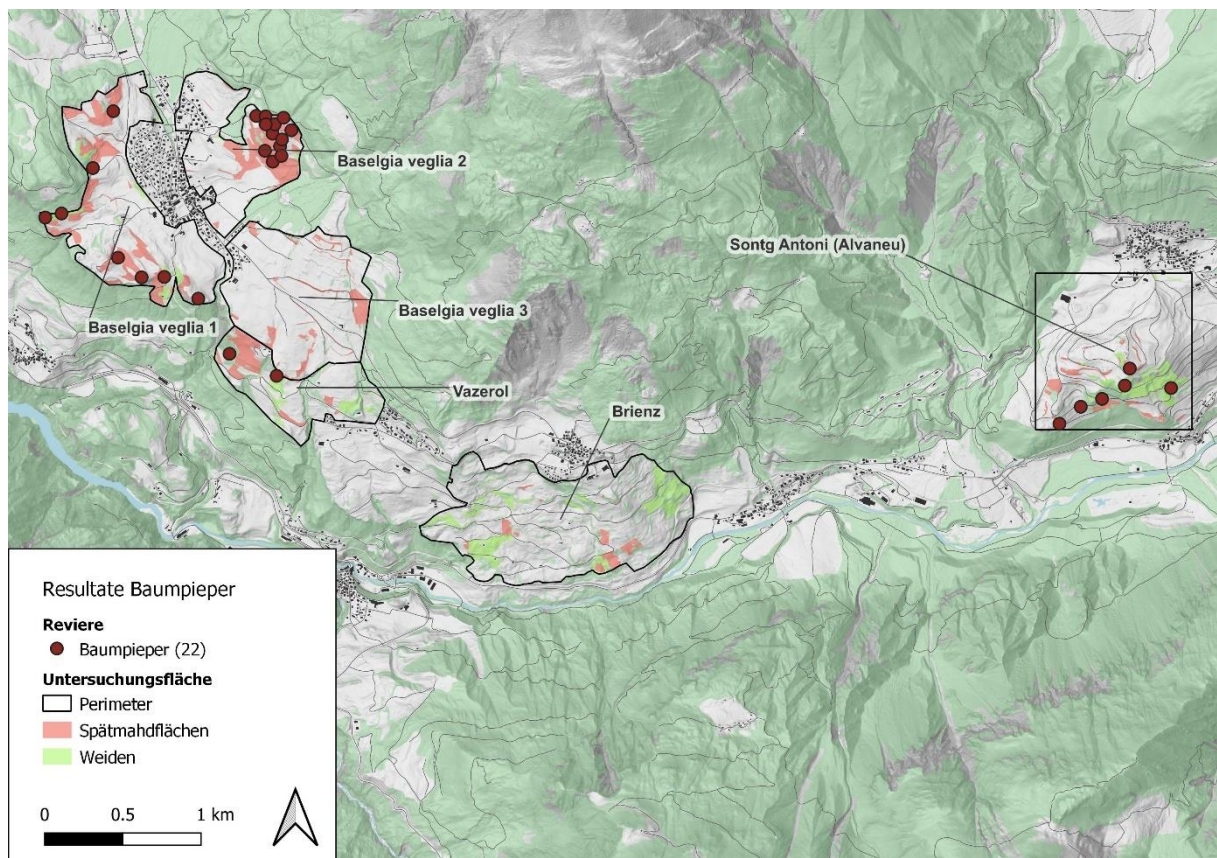 Baselgia veglia 2
Sontg Antoni (Alvaneu)
Baselgia veglia 3
Baselgia veglia 1
Vazerol
Brienz
Resultate Baumpieper
Reviere
Baumpieper (22)
Untersuchungsfläche
Perimeter
Spätmahdflächen
Weiden
0 0.5 1 km